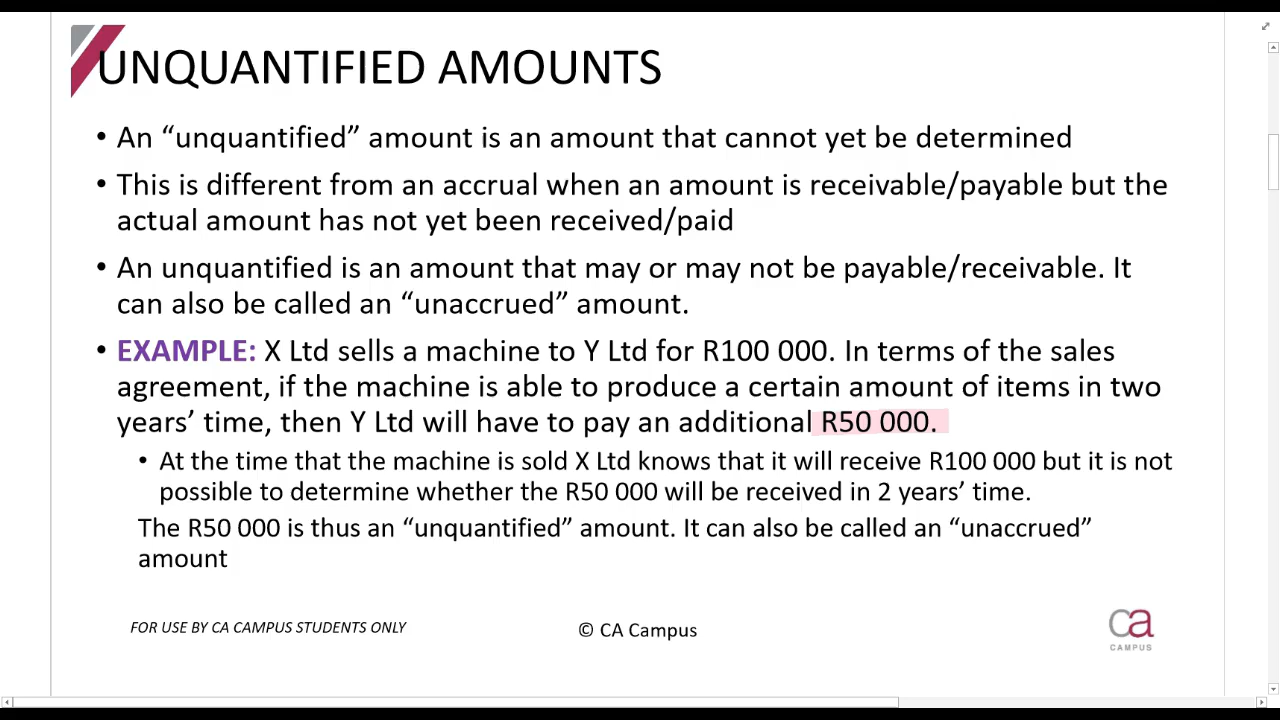 UNQUANTIFIED AMOUNTS
• An “unquantified” amount is an amount that cannot yet be determined
• This is different from an accrual when an amount is receivable/payable but the
actual amount has not yet been received/paid
• An unquantified is an amount that may or may not be payable/receivable. It
can also be called an “unaccrued” amount.
• EXAMPLE: X Ltd sells a machine to Y Ltd for R100 000. In terms of the sales
agreement, if the machine is able to produce a certain amount of items in two
years’ time, then Y Ltd will have to pay an additional R50 000.
• At the time that the machine is sold X Ltd knows that it will receive R100 000 but it is not
possible to determine whether the R50 000 will be received in 2 years’ time.
The R50 000 is thus an “unquantified” amount. It can also be called an “unaccrued”
amount
FOR USE BY CA CAMPUS STUDENTS ONLY
© CA Campus
ca
CAMPUS